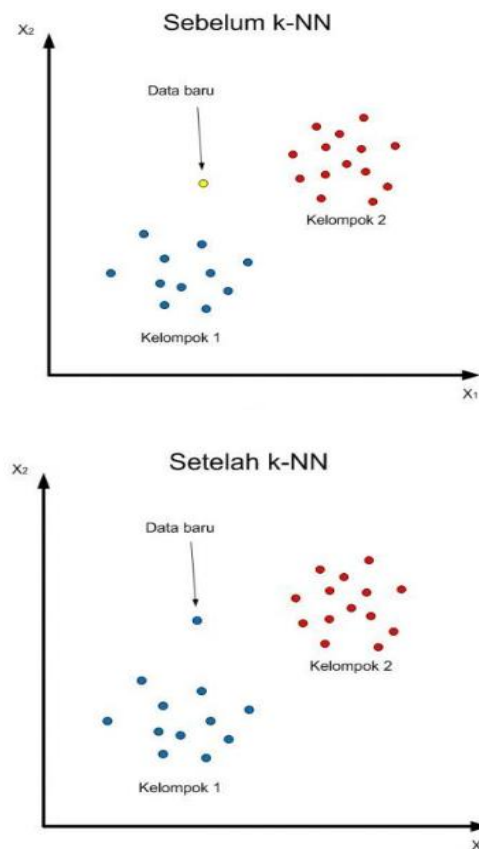 Sebelum k-NN
X2
Data baru
Kelompok 2
Kelompok 1
X1
Setelah k-NN
X2
Data baru
Kelompok 2
Kelompok 1
X